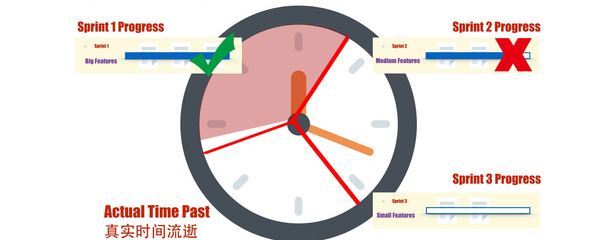 Sprint 1 Progress
Sprint 1
Big Features
Sprint 2 Progress
Sprint 2
Medium Features
Sprint 3 Progress
Sprint 3
Small Features
Actual Time Past
真实时间流逝